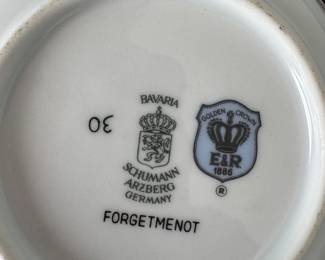 BAVARIA
SCHUMANN
ARZBERG
GERMANY
GOLDEN CROWN
E&R
1886
®
30
FORGETMENOT